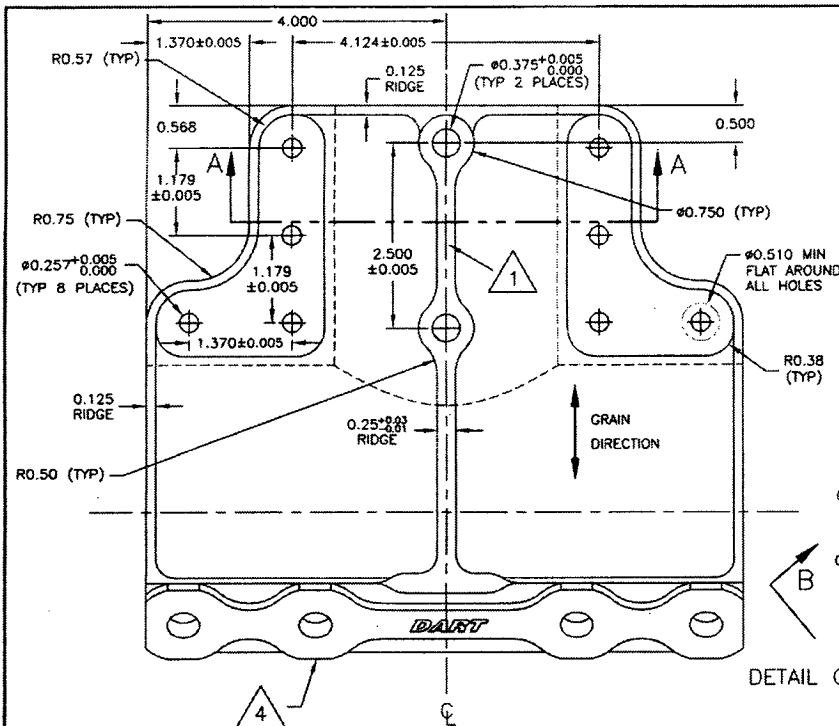 4.000
1.370±0.005
4.124±0.005
R0.57 (TYP)
0.125
RIDGE
ø0.375+0.005
0.000
(TYP 2 PLACES)
0.568
0.500
A
A
1.179
±0.005
ø0.750 (TYP)
R0.75 (TYP)
2.500
±0.005
1
ø0.257+0.005
0.000
(TYP 8 PLACES)
1.179
±0.005
ø0.510 MIN
FLAT AROUND
ALL HOLES
1.370±0.005
R0.38
(TYP)
0.125
RIDGE
0.25+0.03
-0.01
RIDGE
GRAIN
DIRECTION
R0.50 (TYP)
B
DART
DETAIL
4
℄